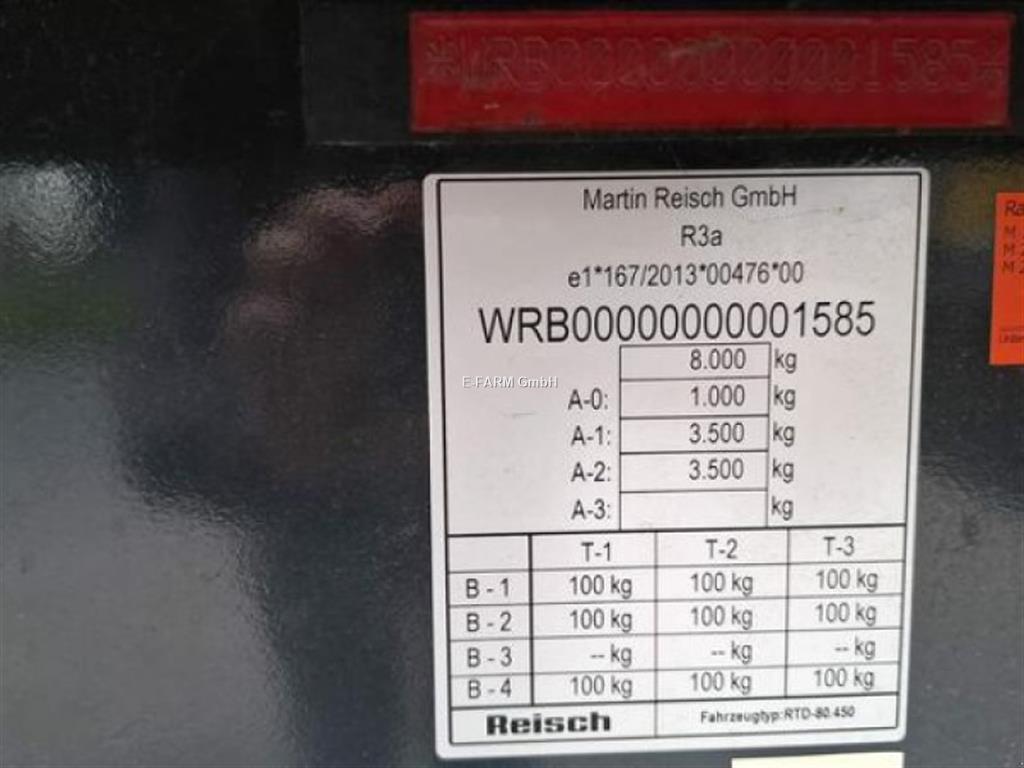 *WRB00000000001585*
Martin Reisch GmbH
R3a
e1*167/2013*00476*00
WRB00000000001585
8.000 kg
E-FARM GmbH
A-0: 1.000 kg
A-1: 3.500 kg
A-2: 3.500 kg
A-3: kg
T-1 T-2 T-3
B - 1 100 kg 100 kg 100 kg
B - 2 100 kg 100 kg 100 kg
B - 3 -- kg -- kg -- kg
B - 4 100 kg 100 kg 100 kg
Reisch Fahrzeugtyp:RTD-80.450